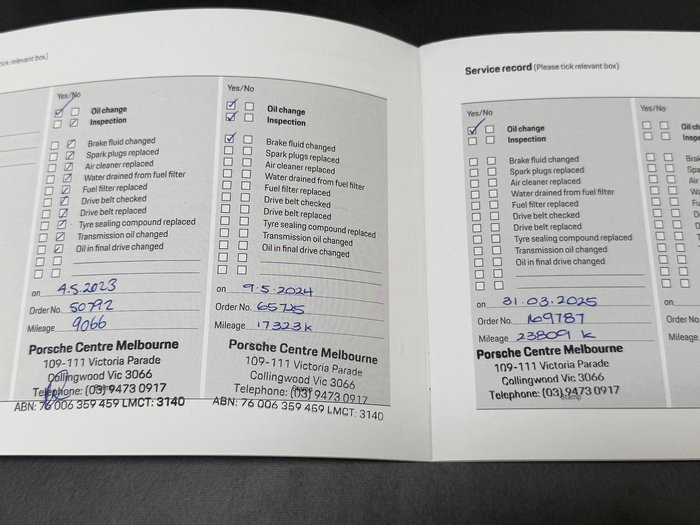 tick relevant box)
Yes/No
Oil change
Inspection
Brake fluid changed
Spark plugs replaced
Air cleaner replaced
Water drained from fuel filter
Fuel filter replaced
Drive belt checked
Drive belt replaced
Tyre sealing compound replaced
Transmission oil changed
Oil in final drive changed
on 4.5.2023
Order No. 50792
Mileage 9066
Porsche Centre Melbourne
109-111 Victoria Parade
Collingwood Vic 3066
Telephone: (03) 9473 0917
ABN: 76 006 359 459 LMCT: 3140
Yes/No
Oil change
Inspection
Brake fluid changed
Spark plugs replaced
Air cleaner replaced
Water drained from fuel filter
Fuel filter replaced
Drive belt checked
Drive belt replaced
Tyre sealing compound replaced
Transmission oil changed
Oil in final drive changed
on 9.5.2024
Order No. 65725
Mileage 17323K
Porsche Centre Melbourne
109-111 Victoria Parade
Collingwood Vic 3066
Telephone: (03) 9473 0917
Stamp
ABN: 76 006 359 459 LMCT: 3140
Service record (Please tick relevant box)
Yes/No
Oil change
Inspection
Brake fluid changed
Spark plugs replaced
Air cleaner replaced
Water drained from fuel filter
Fuel filter replaced
Drive belt checked
Drive belt replaced
Tyre sealing compound replaced
Transmission oil changed
Oil in final drive changed
on 31.03.2025
Order No. 169787
Mileage 23809 K
Porsche Centre Melbourne
109-111 Victoria Parade
Collingwood Vic 3066
Telephone: (03) 9473 0917
Stamp
Yes/No
on
Order No.
Mileage